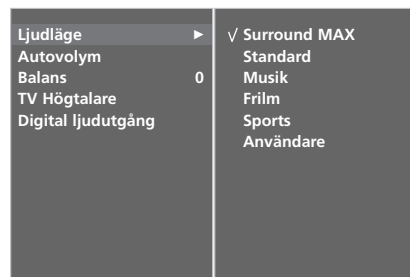 Ljudläge ►
Autovolym
Balans 0
TV Högtalare
Digital ljudutgång
√ Surround MAX
Standard
Musik
Frilm
Sports
Användare